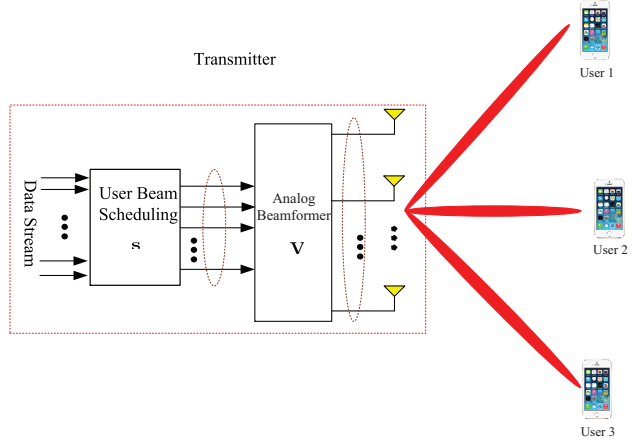 Transmitter
User 1
Data Stream
User Beam
Scheduling
s
Analog
Beamformer
V
User 2
User 3